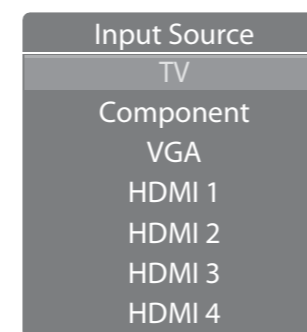 Input Source
TV
Component
VGA
HDMI 1
HDMI 2
HDMI 3
HDMI 4